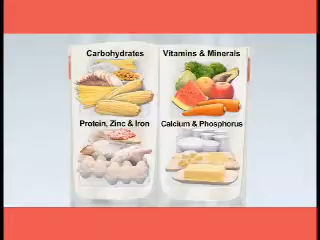 Carbohydrates
Vitamins & Minerals
Protein, Zinc & Iron
Calcium & Phosphorus